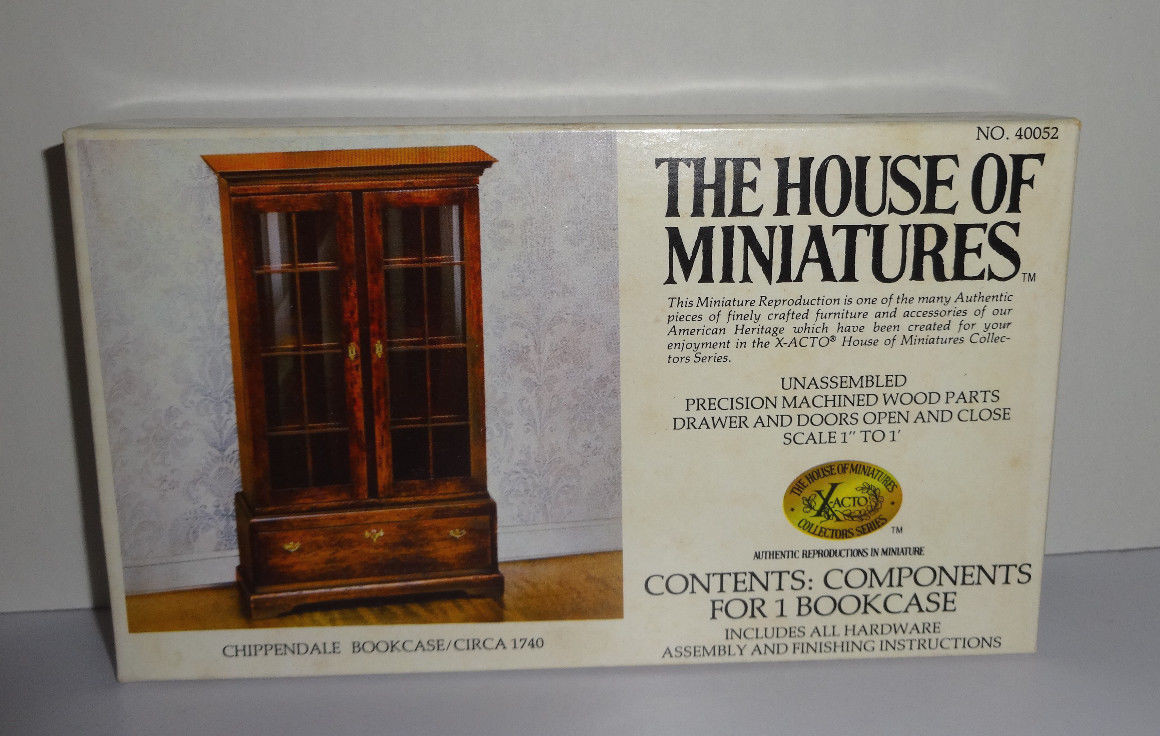 NO. 40052
THE HOUSE OF
MINIATURES™
This Miniature Reproduction is one of the many Authentic
pieces of finely crafted furniture and accessories of our
American Heritage which have been created for your
enjoyment in the X-ACTO® House of Miniatures Collec-
tors Series.
UNASSEMBLED
PRECISION MACHINED WOOD PARTS
DRAWER AND DOORS OPEN AND CLOSE
SCALE 1" TO 1'
THE HOUSE OF MINIATURES
X-ACTO
COLLECTORS SERIES
TM
AUTHENTIC REPRODUCTIONS IN MINIATURE
CONTENTS: COMPONENTS
FOR 1 BOOKCASE
INCLUDES ALL HARDWARE
ASSEMBLY AND FINISHING INSTRUCTIONS
CHIPPENDALE BOOKCASE/CIRCA 1740